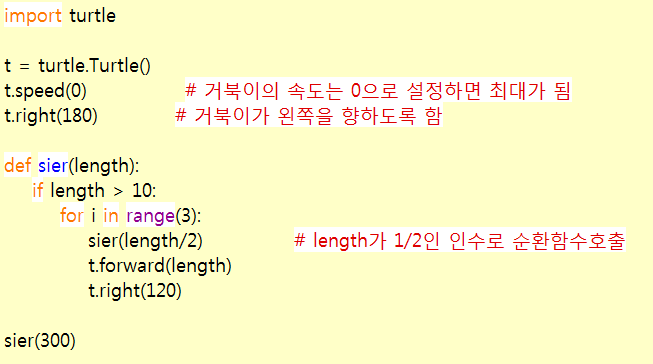 import turtle

t = turtle.Turtle()
t.speed(0) # 거북이의 속도는 0으로 설정하면 최대가 됨
t.right(180) # 거북이가 왼쪽을 향하도록 함

def sier(length):
    if length > 10:
        for i in range(3):
            sier(length/2) # length가 1/2인 인수로 순환함수호출
            t.forward(length)
            t.right(120)

sier(300)